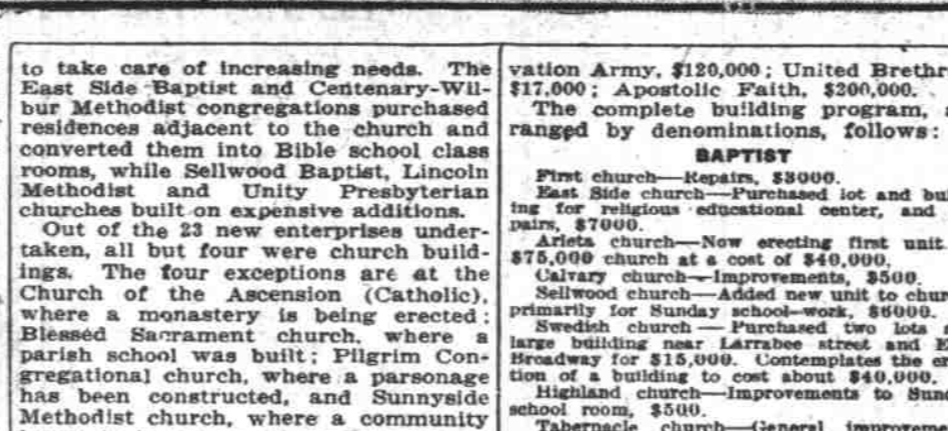 to take care of increasing needs. The
East Side Baptist and Centenary-Wil-
bur Methodist congregations purchased
residences adjacent to the church and
converted them into Bible school class
rooms, while Sellwood Baptist, Lincoln
Methodist and Unity Presbyterian
churches built on expensive additions.
Out of the 23 new enterprises under-
taken, all but four were church build-
ings. The four exceptions are at the
Church of the Ascension (Catholic),
where a monastery is being erected;
Blessed Sacrament church, where a
parish school was built; Pilgrim Con-
gregational church, where a parsonage
has been constructed, and Sunnyside
Methodist church, where a community
vation Army, $120,000; United Brethr
$17,000; Apostolic Faith, $200,000.
The complete building program,
ranged by denominations, follows:
BAPTIST
First church—Repairs, $3000.
East Side church—Purchased lot and bu
ing for religious educational center, and
pairs, $7000.
Arleta church—Now erecting first unit
$75,000 church at a cost of $40,000.
Calvary church—Improvements, $500.
Sellwood church—Added new unit to chur
primarily for Sunday school work, $6000.
Swedish church — Purchased two lots
large building near Larrabee street and E
Broadway for $15,000. Contemplates the e
tion of a building to cost about $40,000.
Highland church—Improvements to Sund
school room, $500.
Tabernacle church—General improveme